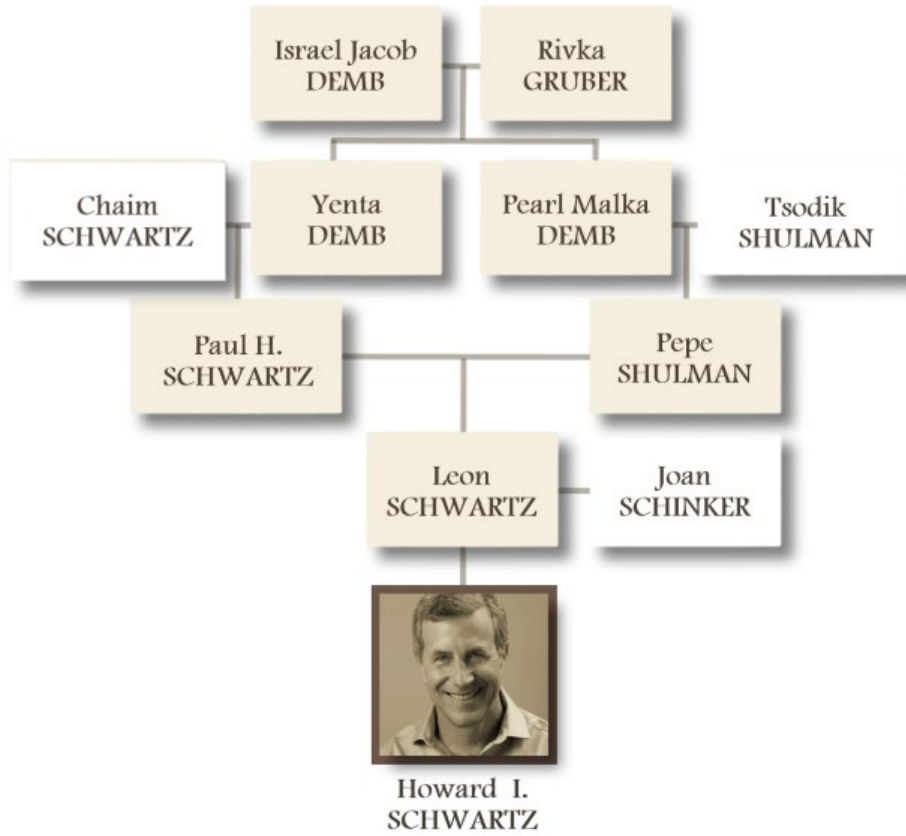 Israel Jacob
DEMB
Rivka
GRUBER
Chaim
SCHWARTZ
Yenta
DEMB
Pearl Malka
DEMB
Tsodik
SHULMAN
Paul H.
SCHWARTZ
Pepe
SHULMAN
Leon
SCHWARTZ
Joan
SCHINKER
Howard I.
SCHWARTZ